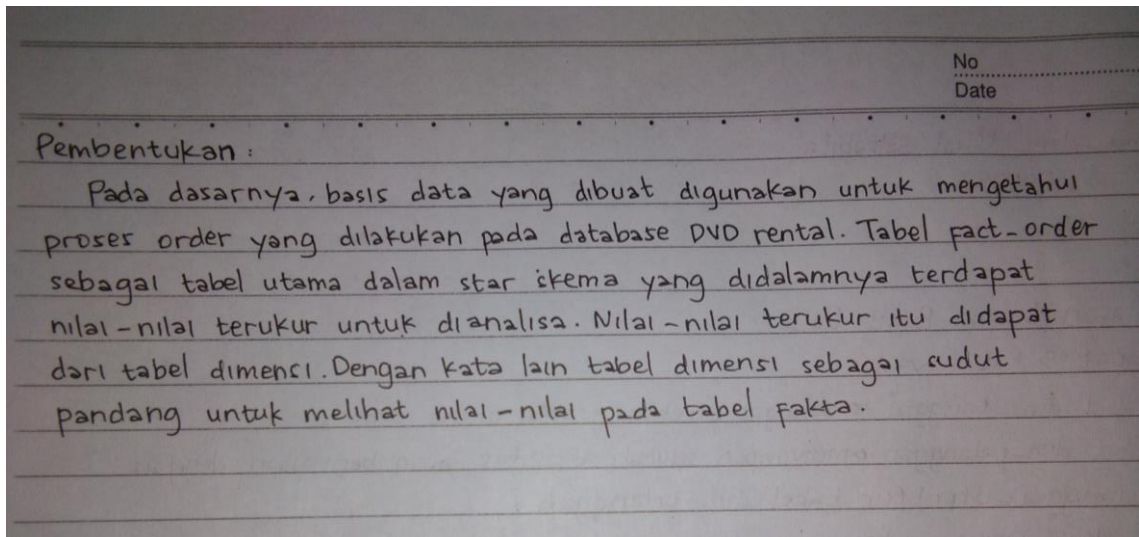 No
Date
Pembentukan :
Pada dasarnya, basis data yang dibuat digunakan untuk mengetahui
proses order yang dilakukan pada database DVD rental. Tabel fact-order
sebagai tabel utama dalam star skema yang didalamnya terdapat
nilai-nilai terukur untuk dianalisa. Nilai-nilai terukur itu didapat
dari tabel dimensi. Dengan kata lain tabel dimensi sebagai sudut
pandang untuk melihat nilai-nilai pada tabel fakta.